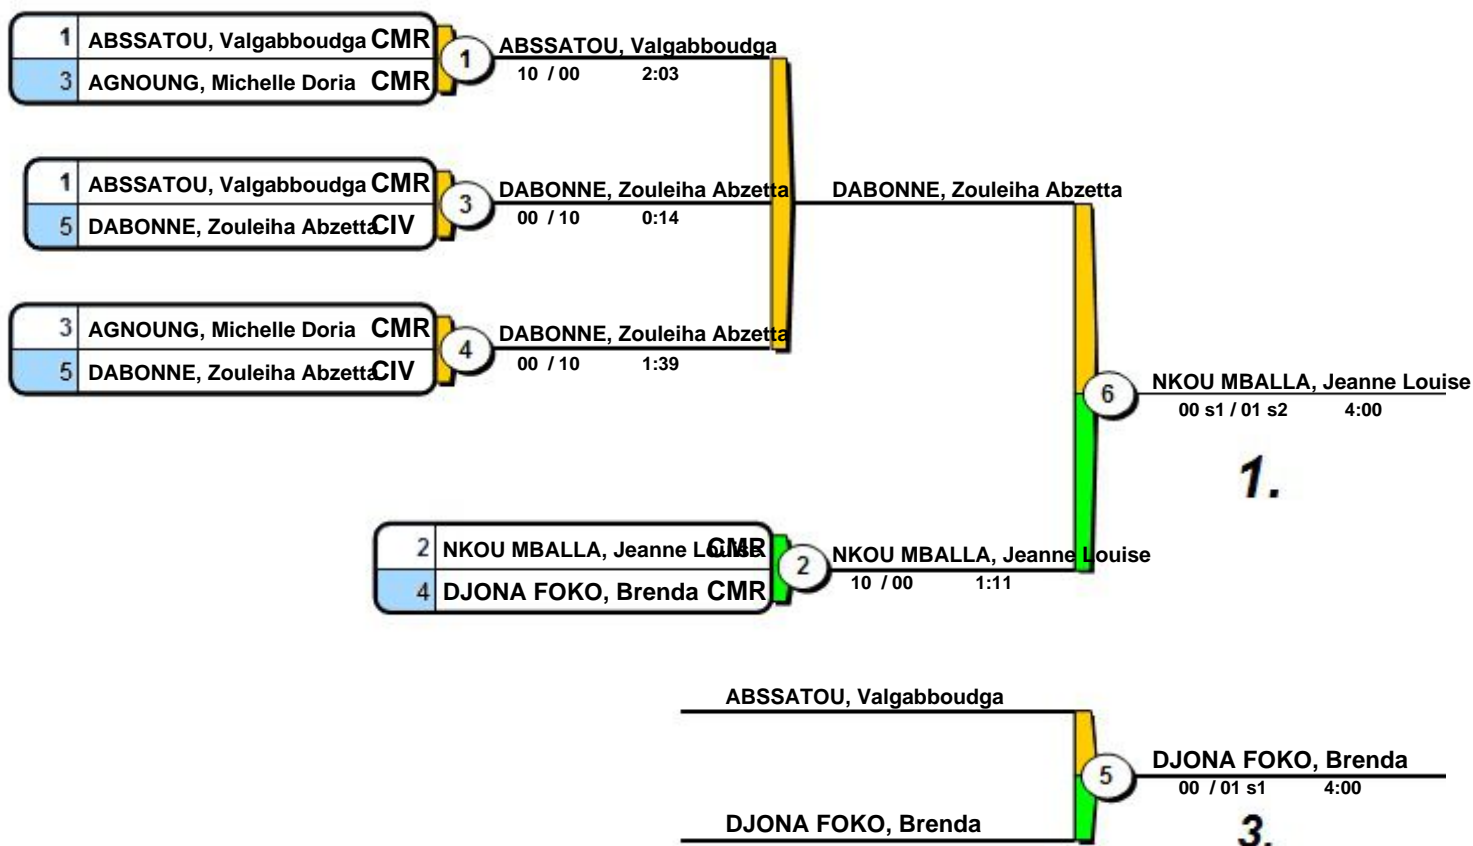 1 ABSSATOU, Valgabboudga CMR
3 AGNOUNG, Michelle Doria CMR
1 ABSSATOU, Valgabboudga
10 / 00 2:03
1 ABSSATOU, Valgabboudga CMR
5 DABONNE, Zouleiha Abzetta CIV
3 DABONNE, Zouleiha Abzetta
00 / 10 0:14
DABONNE, Zouleiha Abzetta
3 AGNOUNG, Michelle Doria CMR
5 DABONNE, Zouleiha Abzetta CIV
4 DABONNE, Zouleiha Abzetta
00 / 10 1:39
6 NKOU MBALLA, Jeanne Louise
00 s1 / 01 s2 4:00
1.
2 NKOU MBALLA, Jeanne Louise CMR
4 DJONA FOKO, Brenda CMR
2 NKOU MBALLA, Jeanne Louise
10 / 00 1:11
ABSSATOU, Valgabboudga
5 DJONA FOKO, Brenda
00 / 01 s1 4:00
DJONA FOKO, Brenda
3.